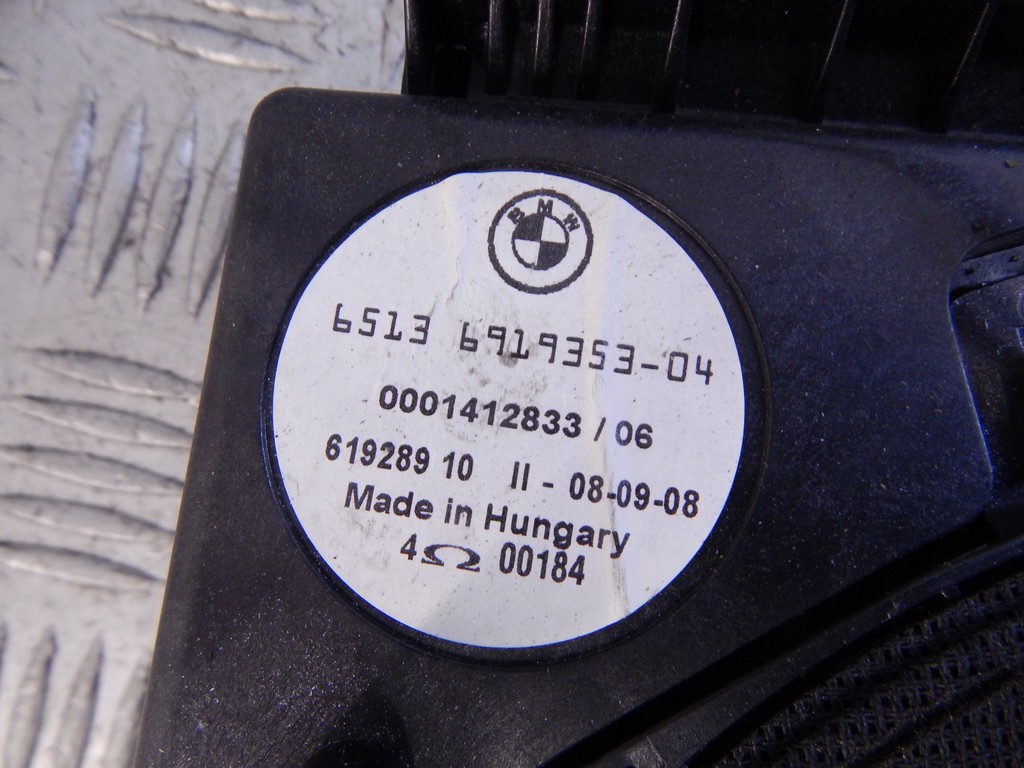 BMW
6513 6919353-04
0001412833 / 06
619289 10 II - 08-09-08
Made in Hungary
4Ω 00184